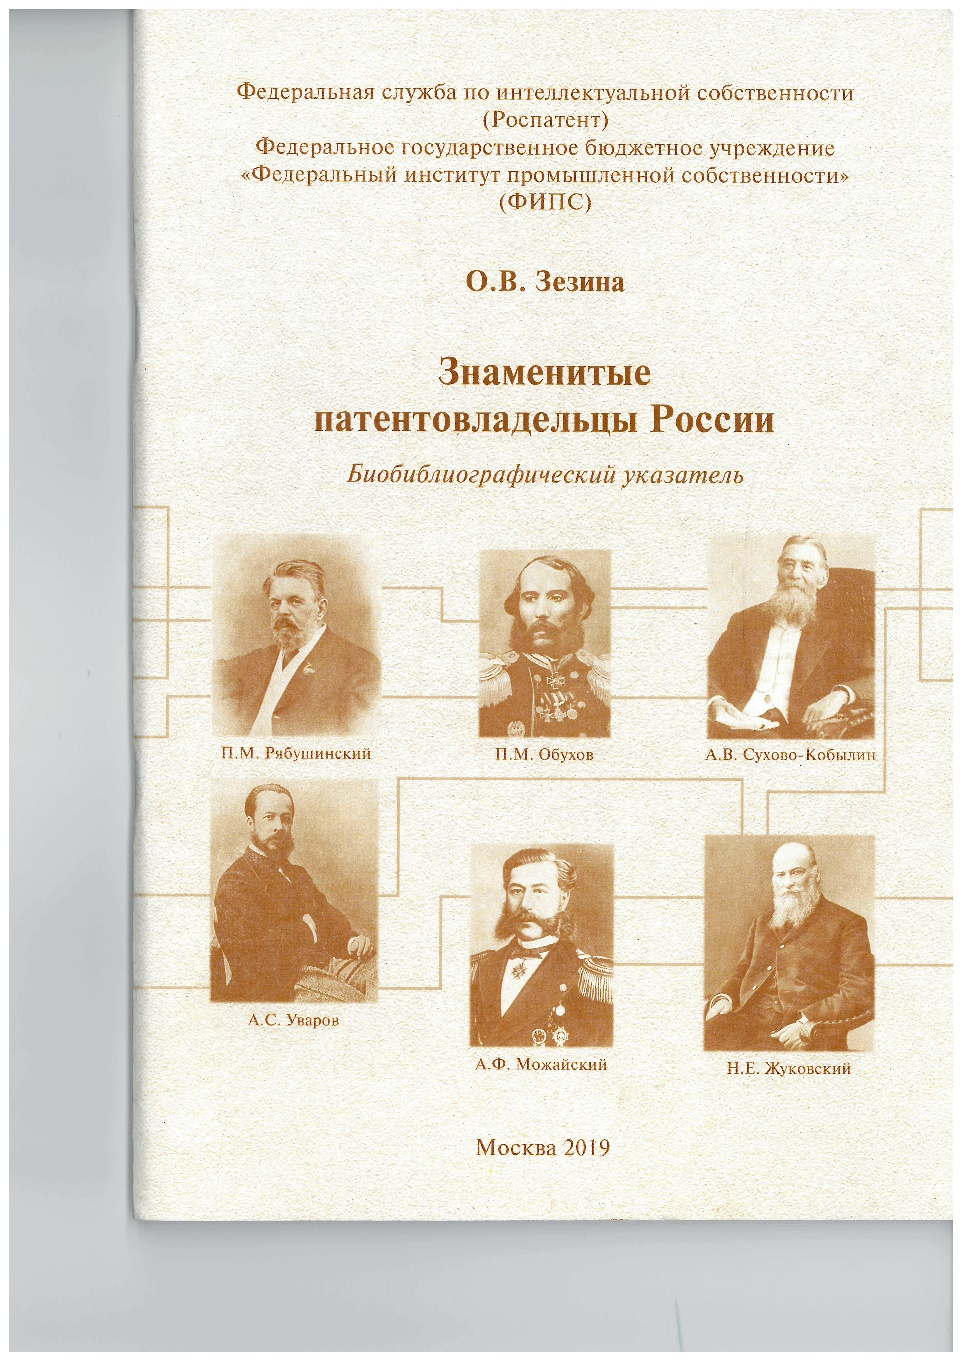 Федеральная служба по интеллектуальной собственности
(Роспатент)
Федеральное государственное бюджетное учреждение
«Федеральный институт промышленной собственности»
(ФИПС)
О.В. Зезина
Знаменитые
патентовладельцы России
Биобиблиографический указатель
П.М. Рябушинский
П.М. Обухов
А.В. Сухово-Кобылин
А.С. Уваров
А.Ф. Можайский
Н.Е. Жуковский
Москва 2019